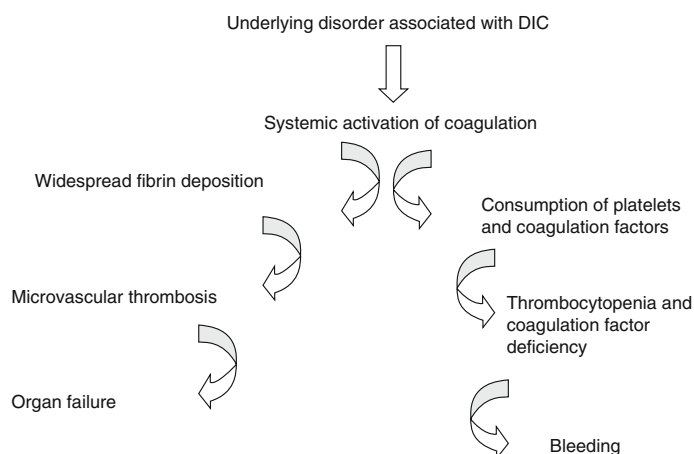 Underlying disorder associated with DIC
Systemic activation of coagulation
Widespread fibrin deposition
Consumption of platelets
and coagulation factors
Microvascular thrombosis
Thrombocytopenia and
coagulation factor
deficiency
Organ failure
Bleeding